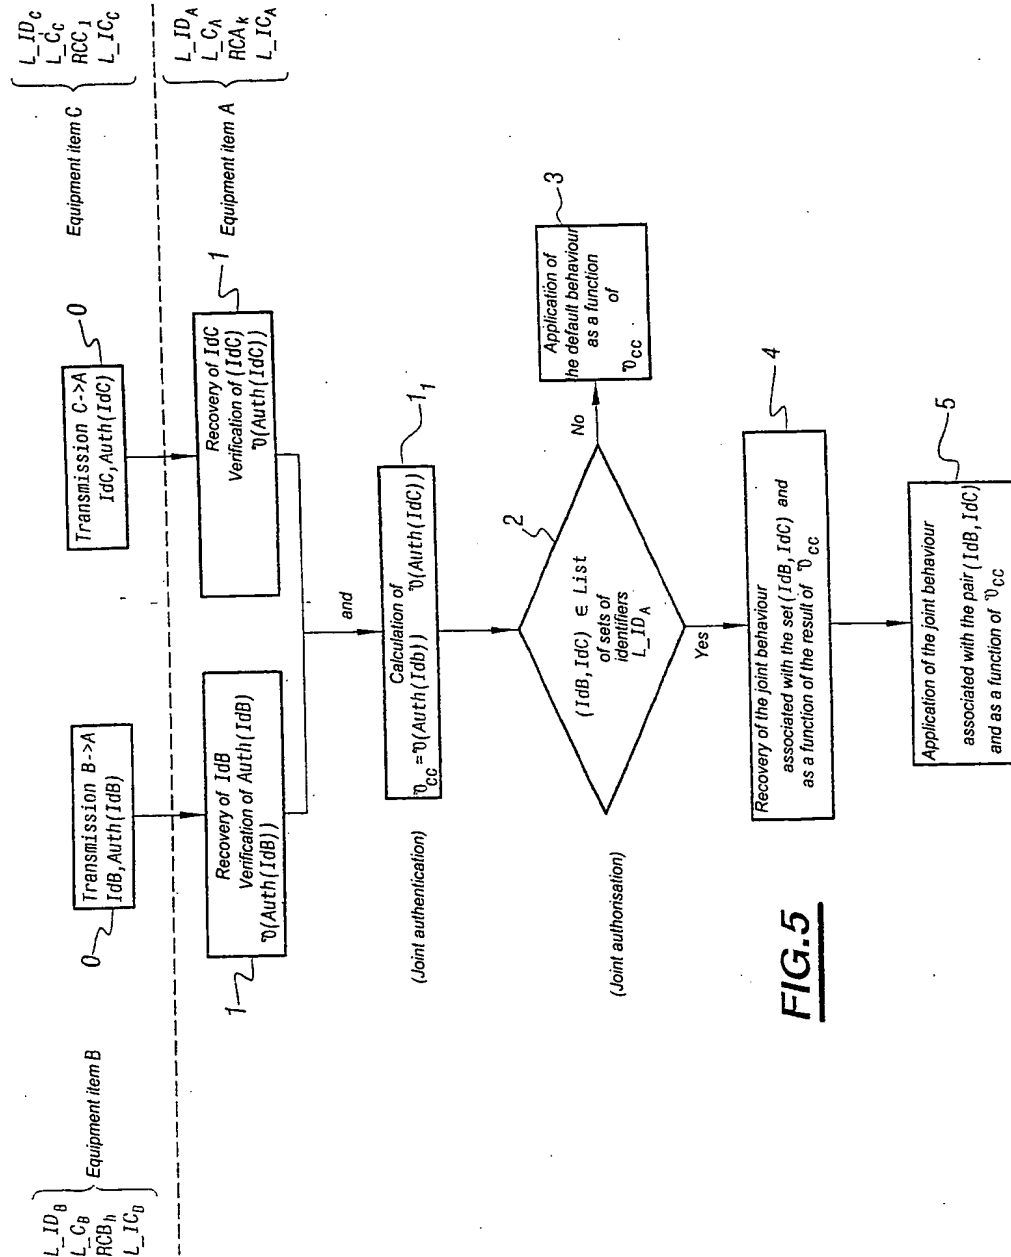 L_ID_B
L_C_B
RCB_h
L_IC_B
Equipment item B
Equipment item C
L_ID_C
L_C_C
RCC_l
L_IC_C
0
Transmission B->A
IdB,Auth(IdB)
Transmission C->A
IdC,Auth(IdC)
0
Equipment item A
L_ID_A
L_C_A
RCA_k
L_IC_A
1
Recovery of IdB
Verification of Auth(IdB)
υ(Auth(IdB))
Recovery of IdC
Verification of (IdC)
υ(Auth(IdC))
1
and
(Joint authentication)
Calculation of
υ_CC =υ(Auth(Idb)) υ(Auth(IdC))
1_1
(Joint authorisation)
(IdB,IdC) ∈ List
of sets of
identifiers
L_ID_A
2
No
Application of
the default behaviour
as a function
of
υ_CC
3
Yes
Recovery of the joint behaviour
associated with the set(IdB,IdC) and
as a function of the result of υ_CC
4
Application of the joint behaviour
associated with the pair(IdB,IdC)
and as a function of υ_CC
5
FIG.5